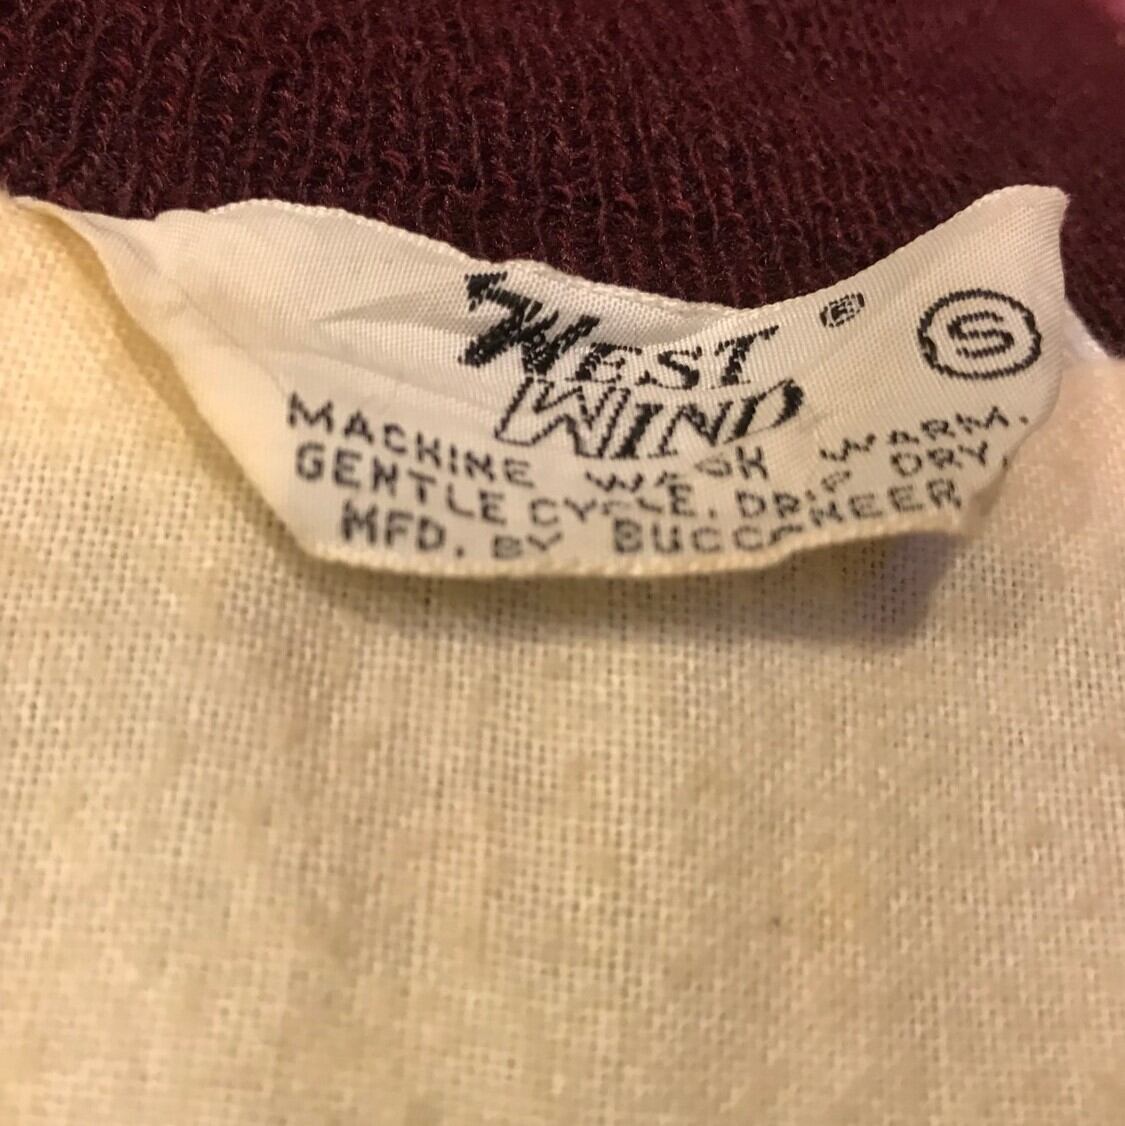 WEST ®
WIND
S
MACHINE WASH WARM.
GENTLE CYCLE. DRIP DRY.
MFD. BY BUCCANEER